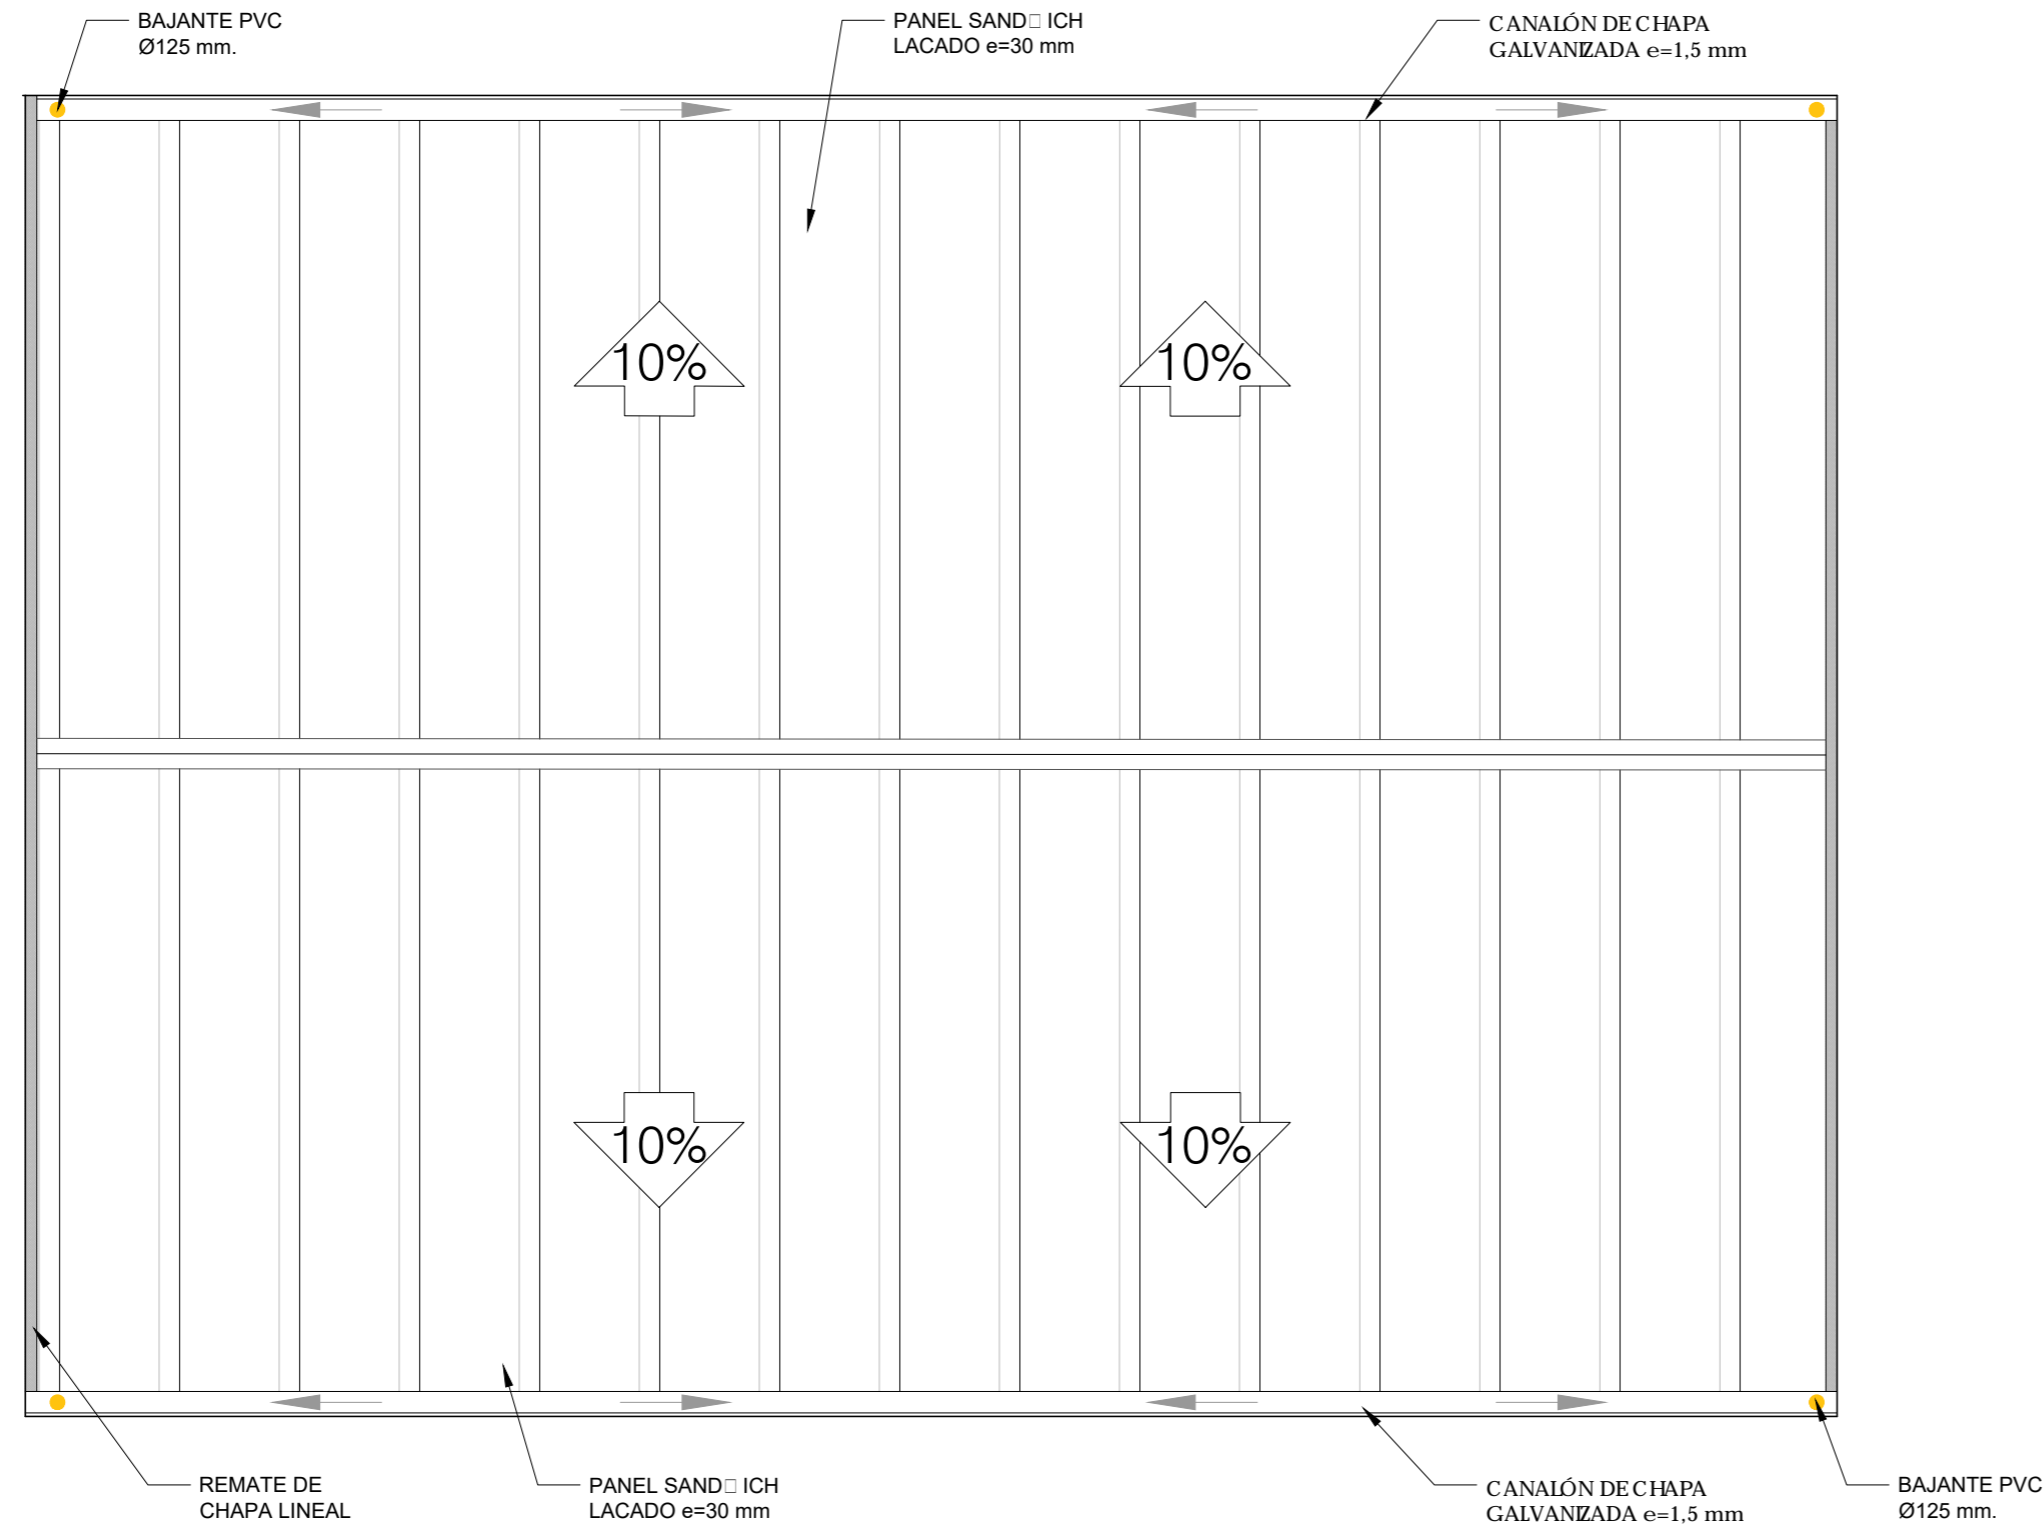 BAJANTE PVC
Ø125 mm.
PANEL SAND□ ICH
LACADO e=30 mm
CANALÓN DE CHAPA
GALVANIZADA e=1,5 mm
10%
10%
10%
10%
REMATE DE
CHAPA LINEAL
PANEL SAND□ ICH
LACADO e=30 mm
CANALÓN DE CHAPA
GALVANIZADA e=1,5 mm
BAJANTE PVC
Ø125 mm.